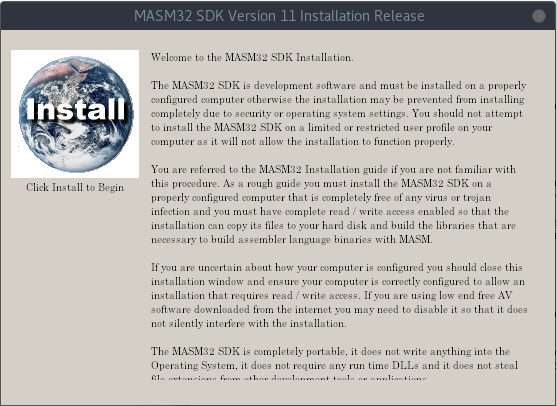 MASM32 SDK Version 11 Installation Release
Install
Click Install to Begin
Welcome to the MASM32 SDK Installation.
The MASM32 SDK is development software and must be installed on a properly
configured computer otherwise the installation may be prevented from installing
completely due to security or operating system settings. You should not attempt
to install the MASM32 SDK on a limited or restricted user profile on your
computer as it will not allow the installation to function properly.
You are referred to the MASM32 Installation guide if you are not familiar with
this procedure. As a rough guide you must install the MASM32 SDK on a
properly configured computer that is completely free of any virus or trojan
infection and you must have complete read / write access enabled so that the
installation can copy its files to your hard disk and build the libraries that are
necessary to build assembler language binaries with MASM.
If you are uncertain about how your computer is configured you should close this
installation window and ensure your computer is correctly configured to allow an
installation that requires read / write access. If you are using low end free AV
software downloaded from the internet you may need to disable it so that it does
not silently interfere with the installation.
The MASM32 SDK is completely portable, it does not write anything into the
Operating System, it does not require any run time DLLs and it does not steal
file extensions from other development tools or applications.